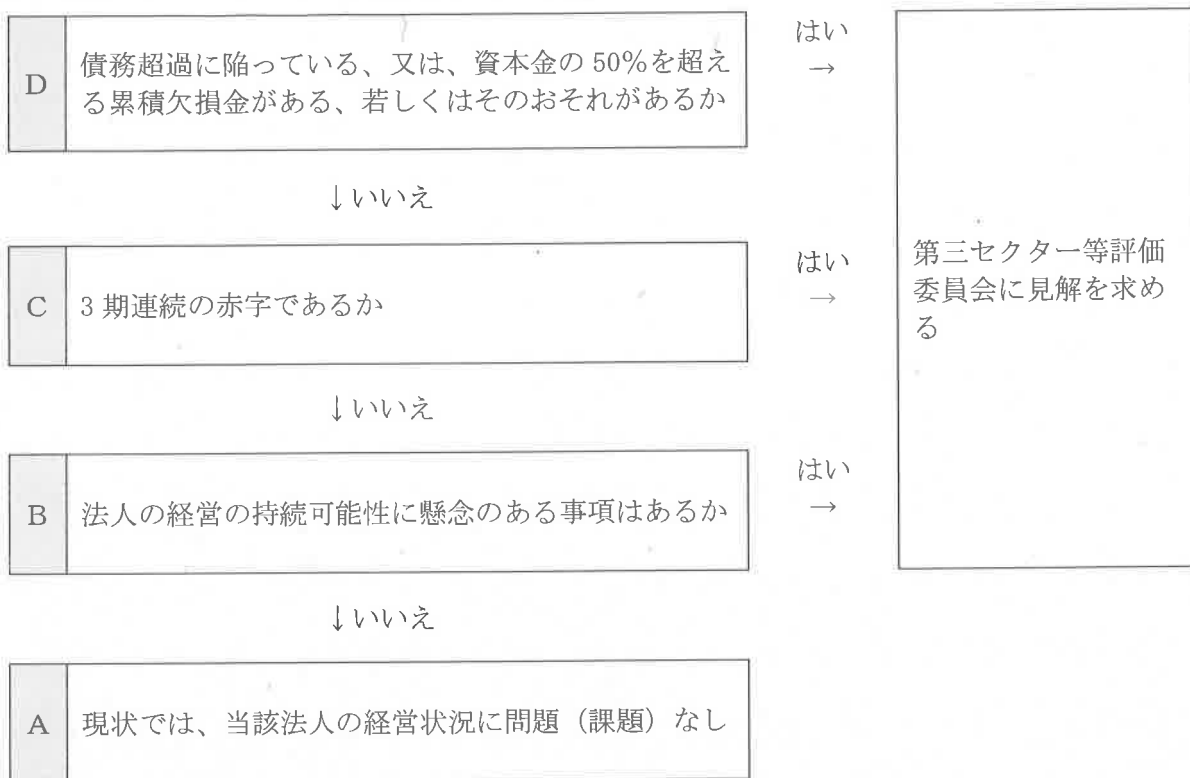 D
債務超過に陥っている、又は、資本金の 50%を超え
る累積欠損金がある、若しくはそのおそれがあるか
はい
→
↓いいえ
C
3 期連続の赤字であるか
はい
→
第三セクター等評価
委員会に見解を求め
る
↓いいえ
B
法人の経営の持続可能性に懸念のある事項はあるか
はい
→
↓いいえ
A
現状では、当該法人の経営状況に問題（課題）なし